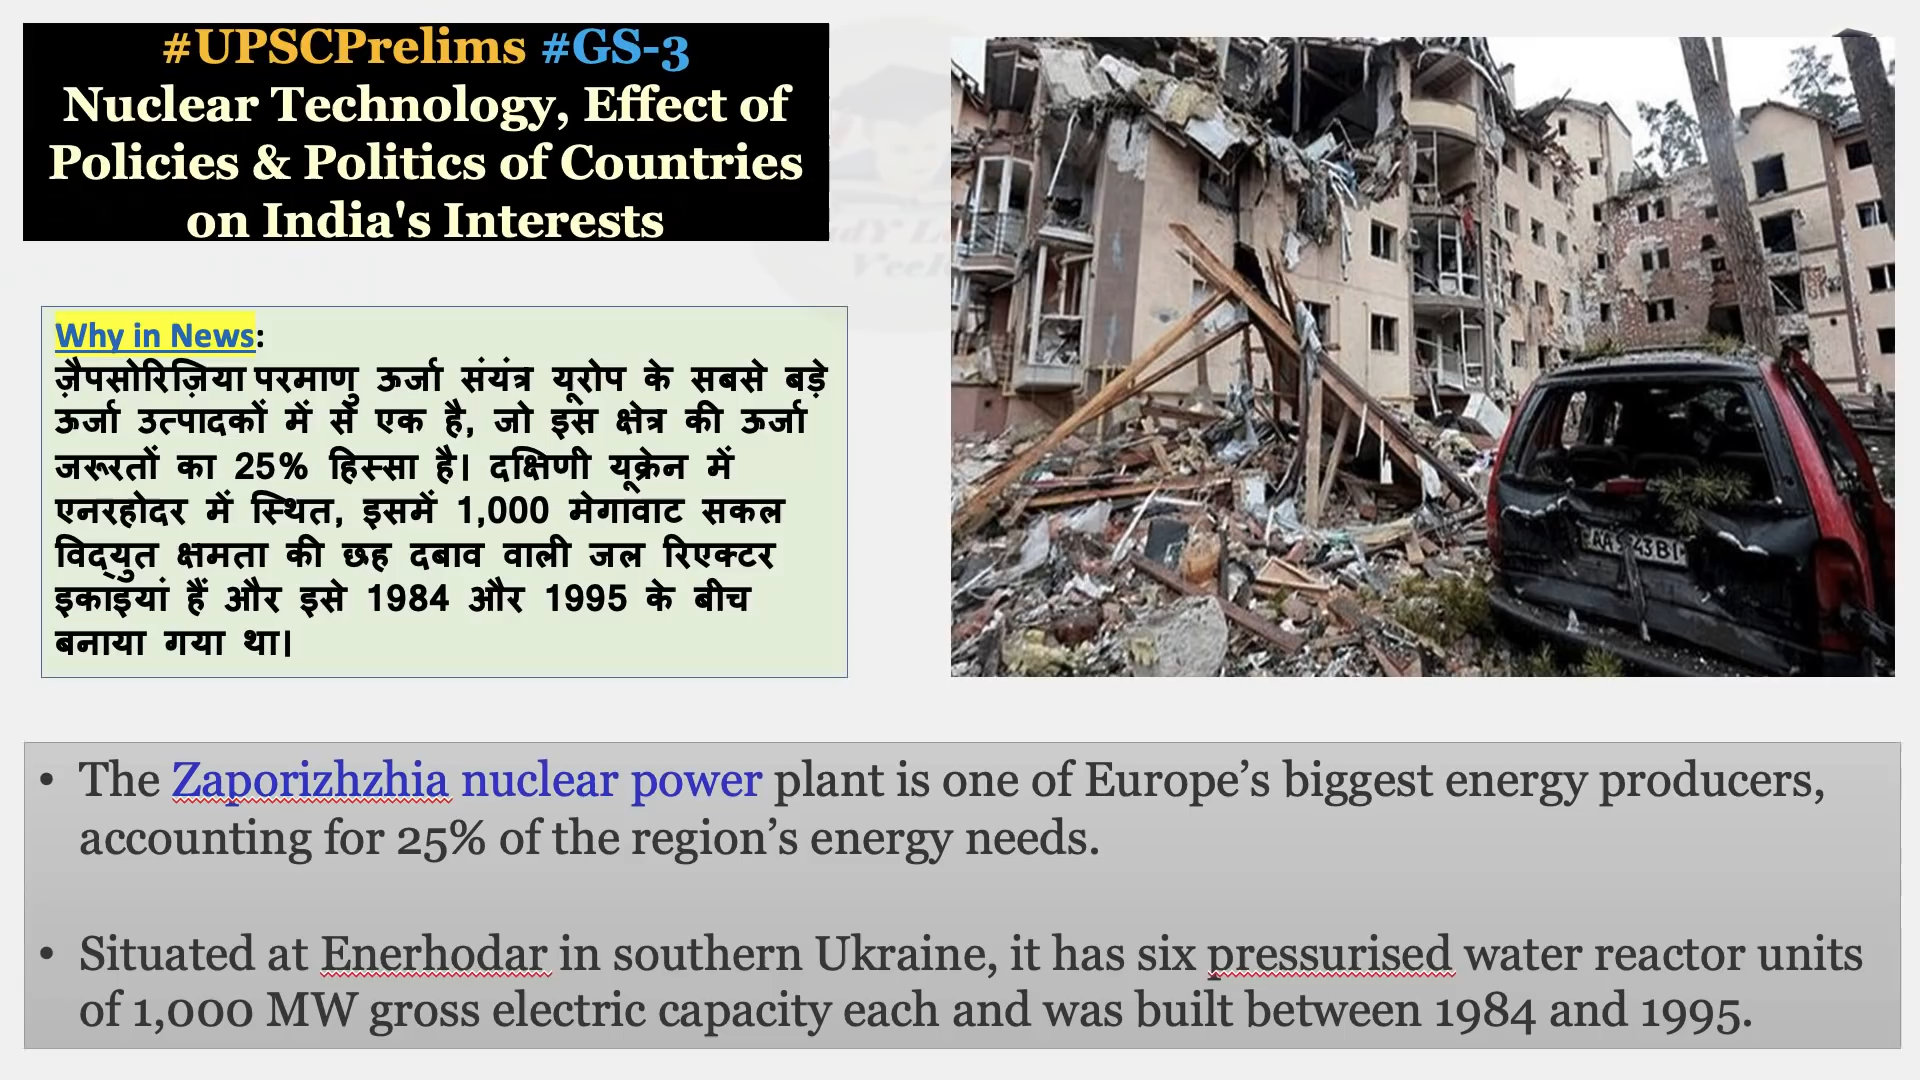 #UPSCPrelims #GS-3
Nuclear Technology, Effect of
Policies & Politics of Countries
on India's Interests
Why in News:
ज़ैपसोरिज़िया परमाणु ऊर्जा संयंत्र यूरोप के सबसे बड़े
ऊर्जा उत्पादकों में से एक है, जो इस क्षेत्र की ऊर्जा
जरूरतों का 25% हिस्सा है। दक्षिणी यूक्रेन में
एनरहोदर में स्थित, इसमें 1,000 मेगावाट सकल
विद्युत क्षमता की छह दबाव वाली जल रिएक्टर
इकाइयां हैं और इसे 1984 और 1995 के बीच
बनाया गया था।
• The Zaporizhzhia nuclear power plant is one of Europe’s biggest energy producers,
accounting for 25% of the region’s energy needs.
• Situated at Enerhodar in southern Ukraine, it has six pressurised water reactor units
of 1,000 MW gross electric capacity each and was built between 1984 and 1995.